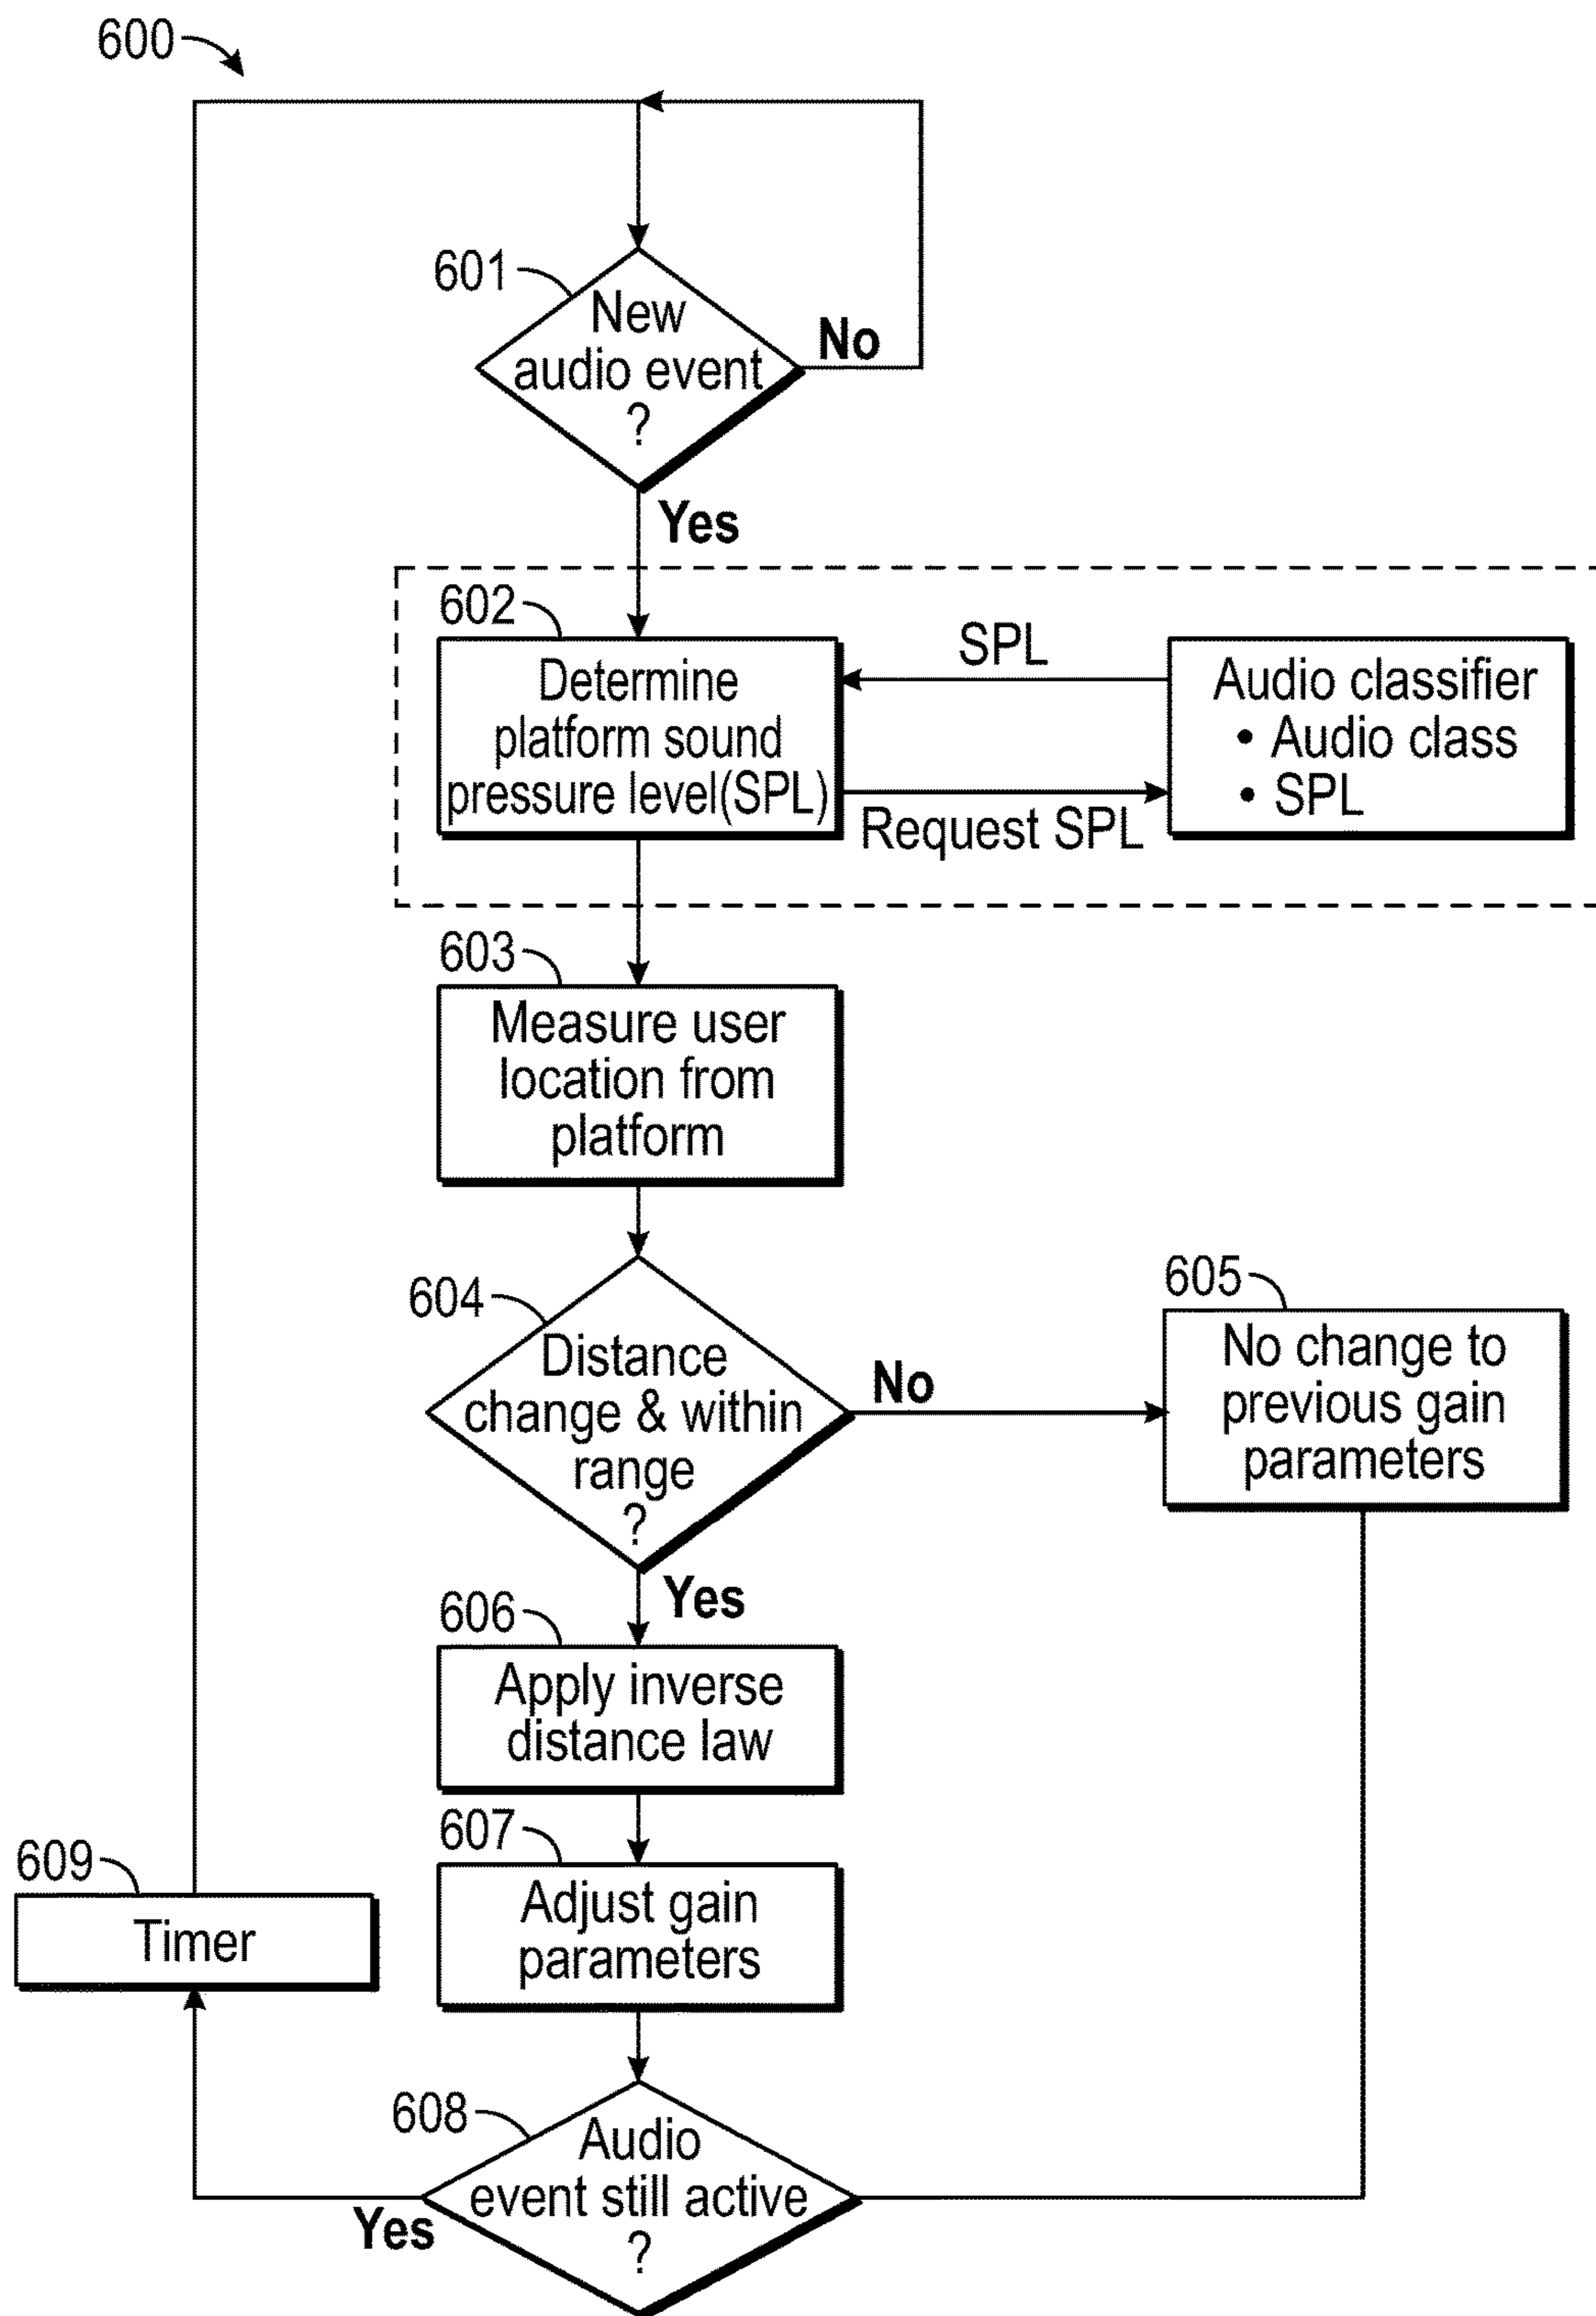 600
601
New
audio event
?
No
Yes
602
Determine
platform sound
pressure level(SPL)
SPL
Request SPL
Audio classifier
• Audio class
• SPL
603
Measure user
location from
platform
604
Distance
change & within
range
?
No
605
No change to
previous gain
parameters
Yes
606
Apply inverse
distance law
607
Adjust gain
parameters
609
Timer
608
Audio
event still active
?
Yes